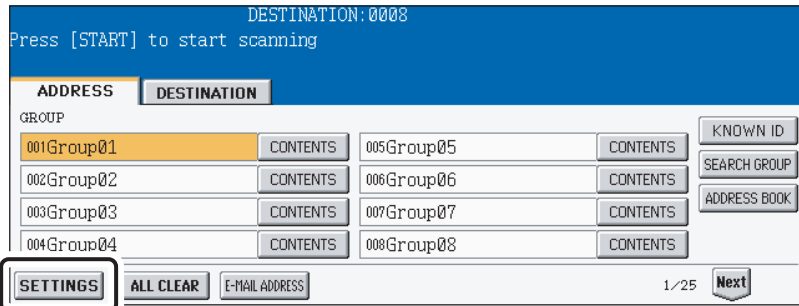 DESTINATION:0008
Press [START] to start scanning
ADDRESS DESTINATION
GROUP
001Group01 CONTENTS 005Group05 CONTENTS KNOWN ID
002Group02 CONTENTS 006Group06 CONTENTS SEARCH GROUP
003Group03 CONTENTS 007Group07 CONTENTS ADDRESS BOOK
004Group04 CONTENTS 008Group08 CONTENTS
SETTINGS ALL CLEAR E-MAIL ADDRESS 1/25 Next